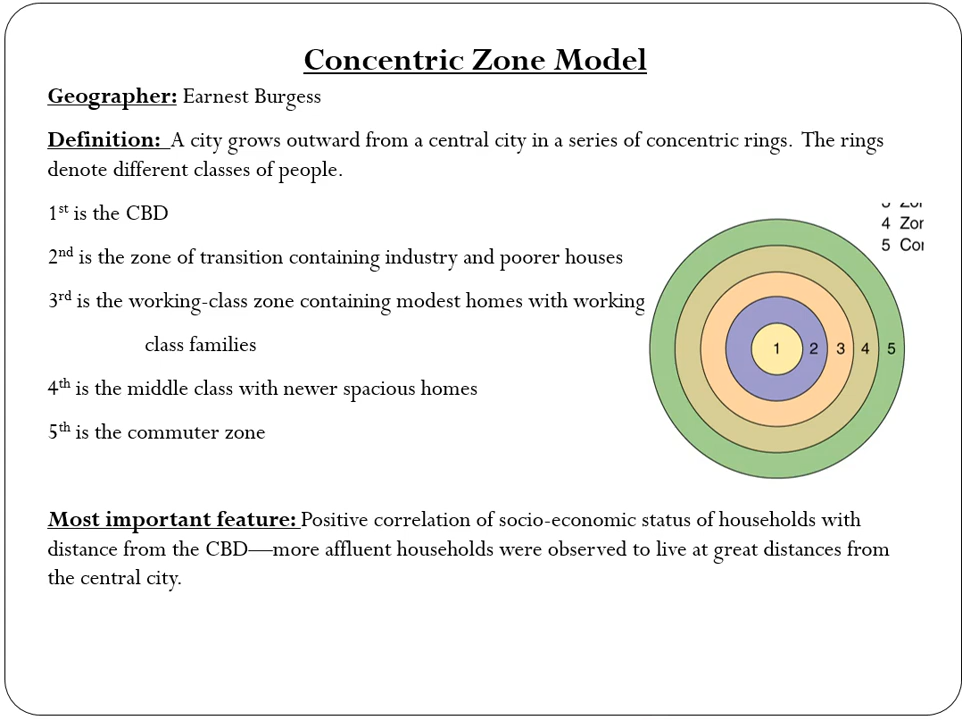 Concentric Zone Model
Geographer: Earnest Burgess
Definition: A city grows outward from a central city in a series of concentric rings. The rings
denote different classes of people.
1st is the CBD
2nd is the zone of transition containing industry and poorer houses
3rd is the working-class zone containing modest homes with working
class families
4th is the middle class with newer spacious homes
5th is the commuter zone
4 Zor
5 Cor
1 2 3 4 5
Most important feature: Positive correlation of socio-economic status of households with
distance from the CBD—more affluent households were observed to live at great distances from
the central city.